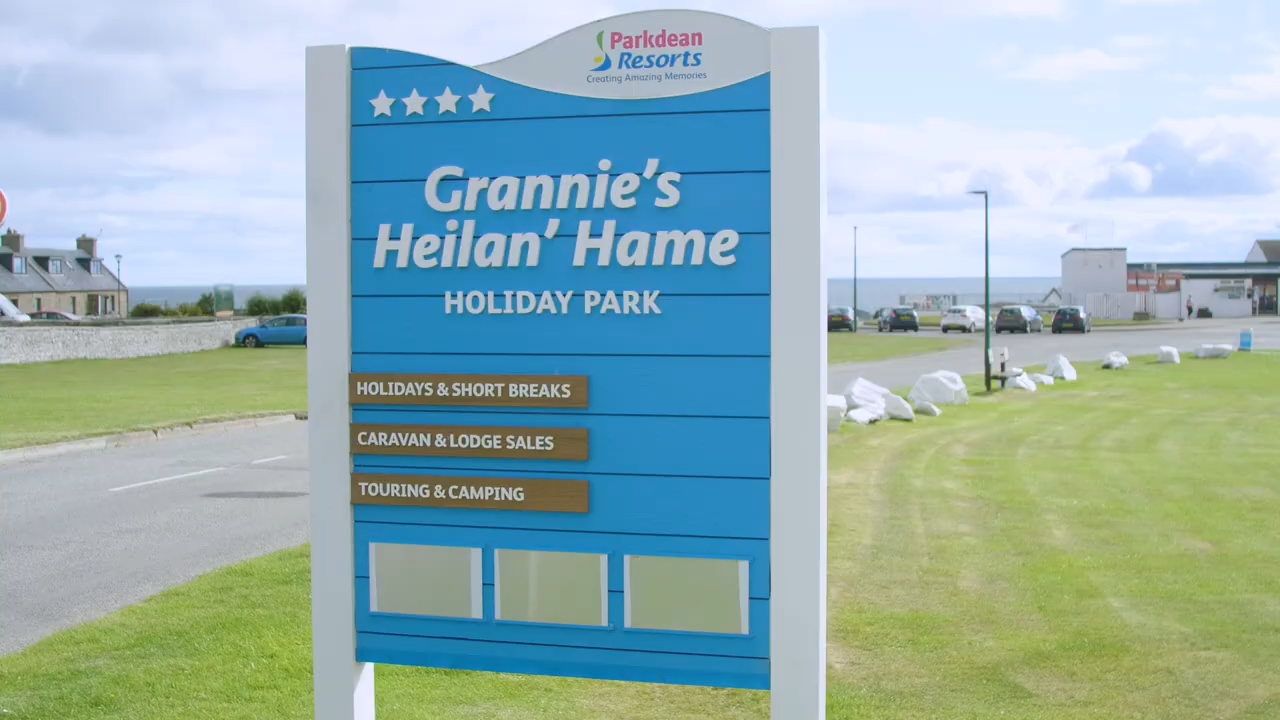 Parkdean
Resorts
Creating Amazing Memories
Grannie's
Heilan' Hame
HOLIDAY PARK
HOLIDAYS & SHORT BREAKS
CARAVAN & LODGE SALES
TOURING & CAMPING